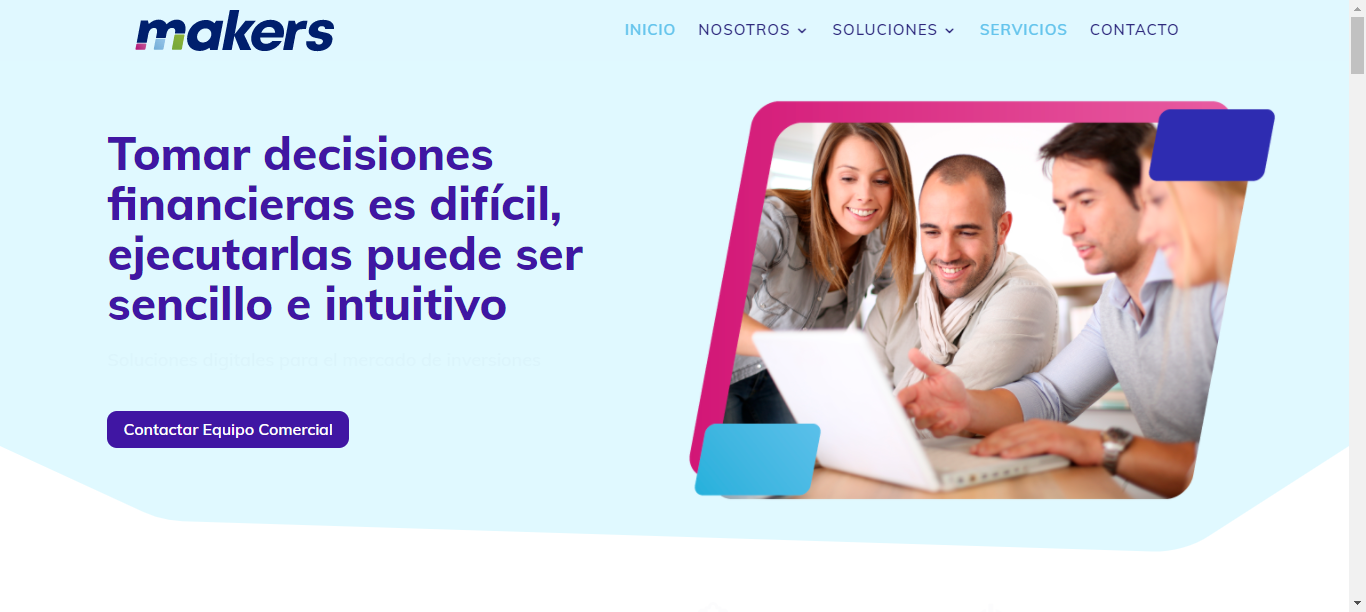 makers
INICIO NOSOTROS SOLUCIONES SERVICIOS CONTACTO
Tomar decisiones
financieras es difícil,
ejecutarlas puede ser
sencillo e intuitivo
Soluciones digitales para el mercado de inversiones.
Contactar Equipo Comercial